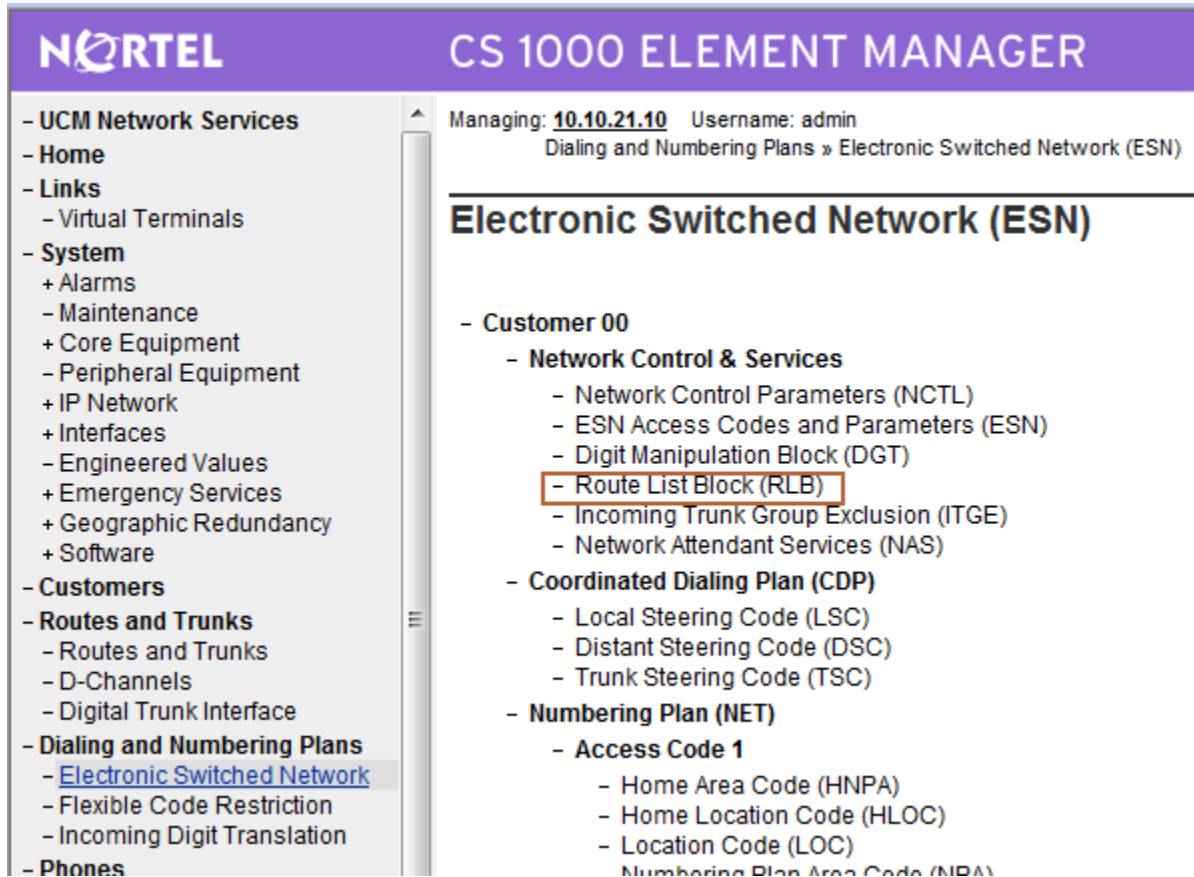 NØRTEL
CS 1000 ELEMENT MANAGER
– UCM Network Services
– Home
– Links
– Virtual Terminals
– System
+ Alarms
– Maintenance
+ Core Equipment
– Peripheral Equipment
+ IP Network
+ Interfaces
– Engineered Values
+ Emergency Services
+ Geographic Redundancy
+ Software
– Customers
– Routes and Trunks
– Routes and Trunks
– D-Channels
– Digital Trunk Interface
– Dialing and Numbering Plans
– Electronic Switched Network
– Flexible Code Restriction
– Incoming Digit Translation
– Phones
Managing: 10.10.21.10 Username: admin
Dialing and Numbering Plans » Electronic Switched Network (ESN)
Electronic Switched Network (ESN)
– Customer 00
– Network Control & Services
– Network Control Parameters (NCTL)
– ESN Access Codes and Parameters (ESN)
– Digit Manipulation Block (DGT)
– Route List Block (RLB)
– Incoming Trunk Group Exclusion (ITGE)
– Network Attendant Services (NAS)
– Coordinated Dialing Plan (CDP)
– Local Steering Code (LSC)
– Distant Steering Code (DSC)
– Trunk Steering Code (TSC)
– Numbering Plan (NET)
– Access Code 1
– Home Area Code (HNPA)
– Home Location Code (HLOC)
– Location Code (LOC)
– Numbering Plan Area Code (NPA)